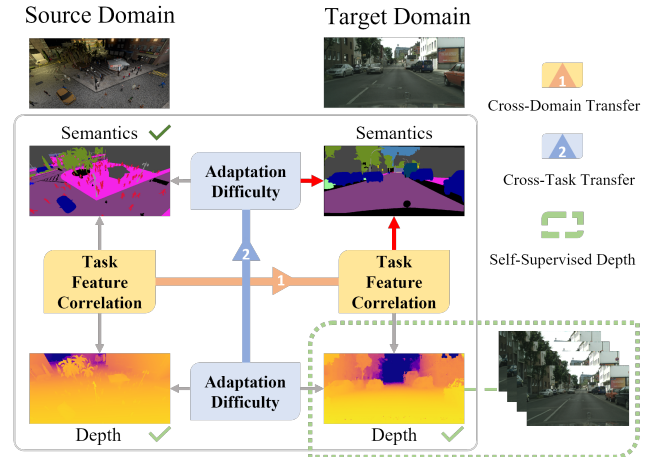 Source Domain
Target Domain
Semantics
Semantics
Adaptation
Difficulty
1
Cross-Domain Transfer
2
Cross-Task Transfer
Self-Supervised Depth
2
Task
Feature
Correlation
1
Task
Feature
Correlation
Adaptation
Difficulty
Depth
Depth